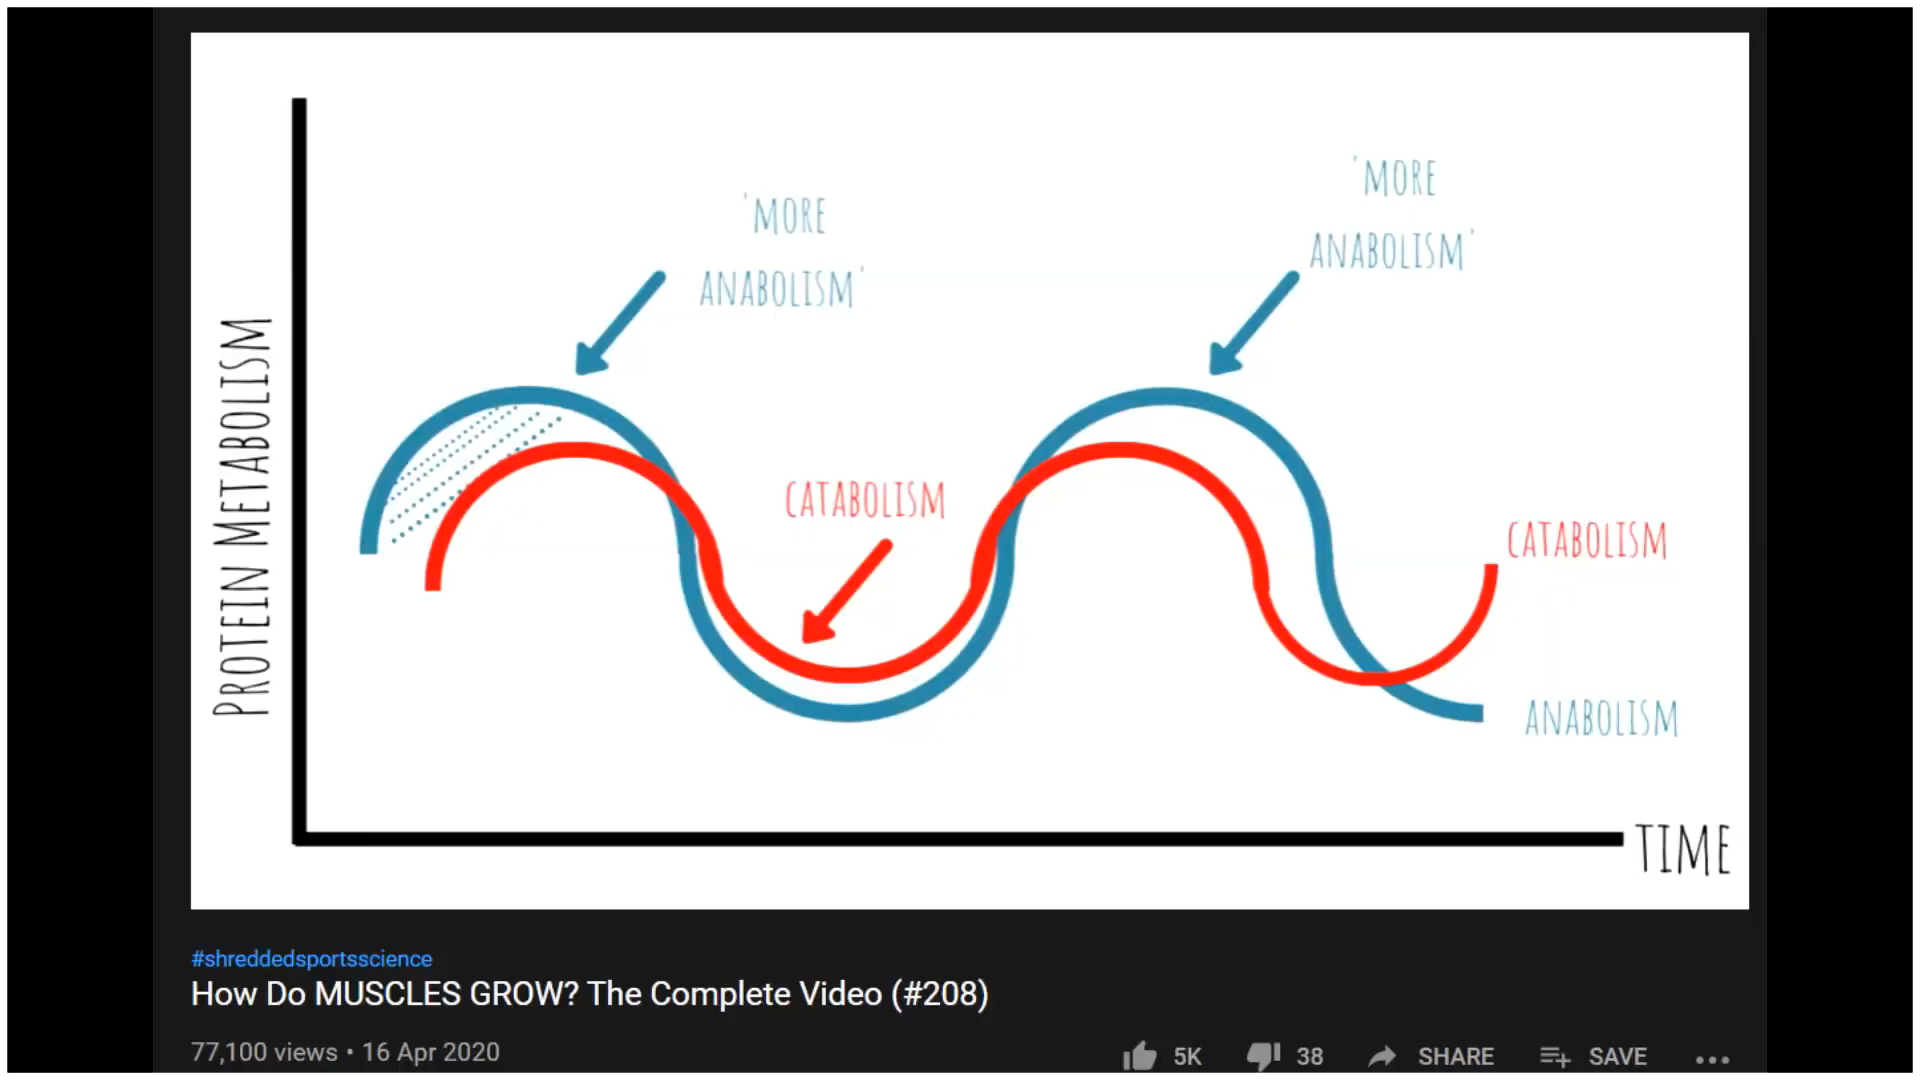 'MORE
ANABOLISM'
'MORE
ANABOLISM'
PROTEIN METABOLISM
CATABOLISM
CATABOLISM
ANABOLISM
TIME
#shreddedsportsscience
How Do MUSCLES GROW? The Complete Video (#208)
77,100 views • 16 Apr 2020
5K
38
SHARE
SAVE